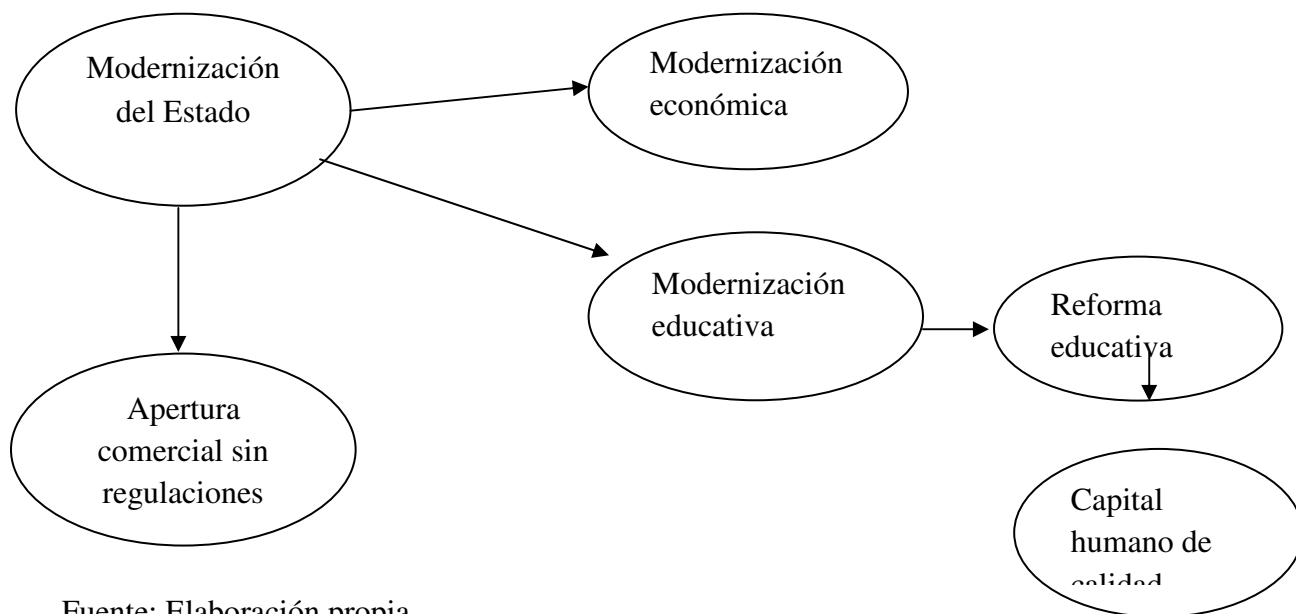 Modernización
del Estado
Modernización
económica
Modernización
educativa
Reforma
educativa
Apertura
comercial sin
regulaciones
Capital
humano de
calidad
Fuente: Elaboración propia